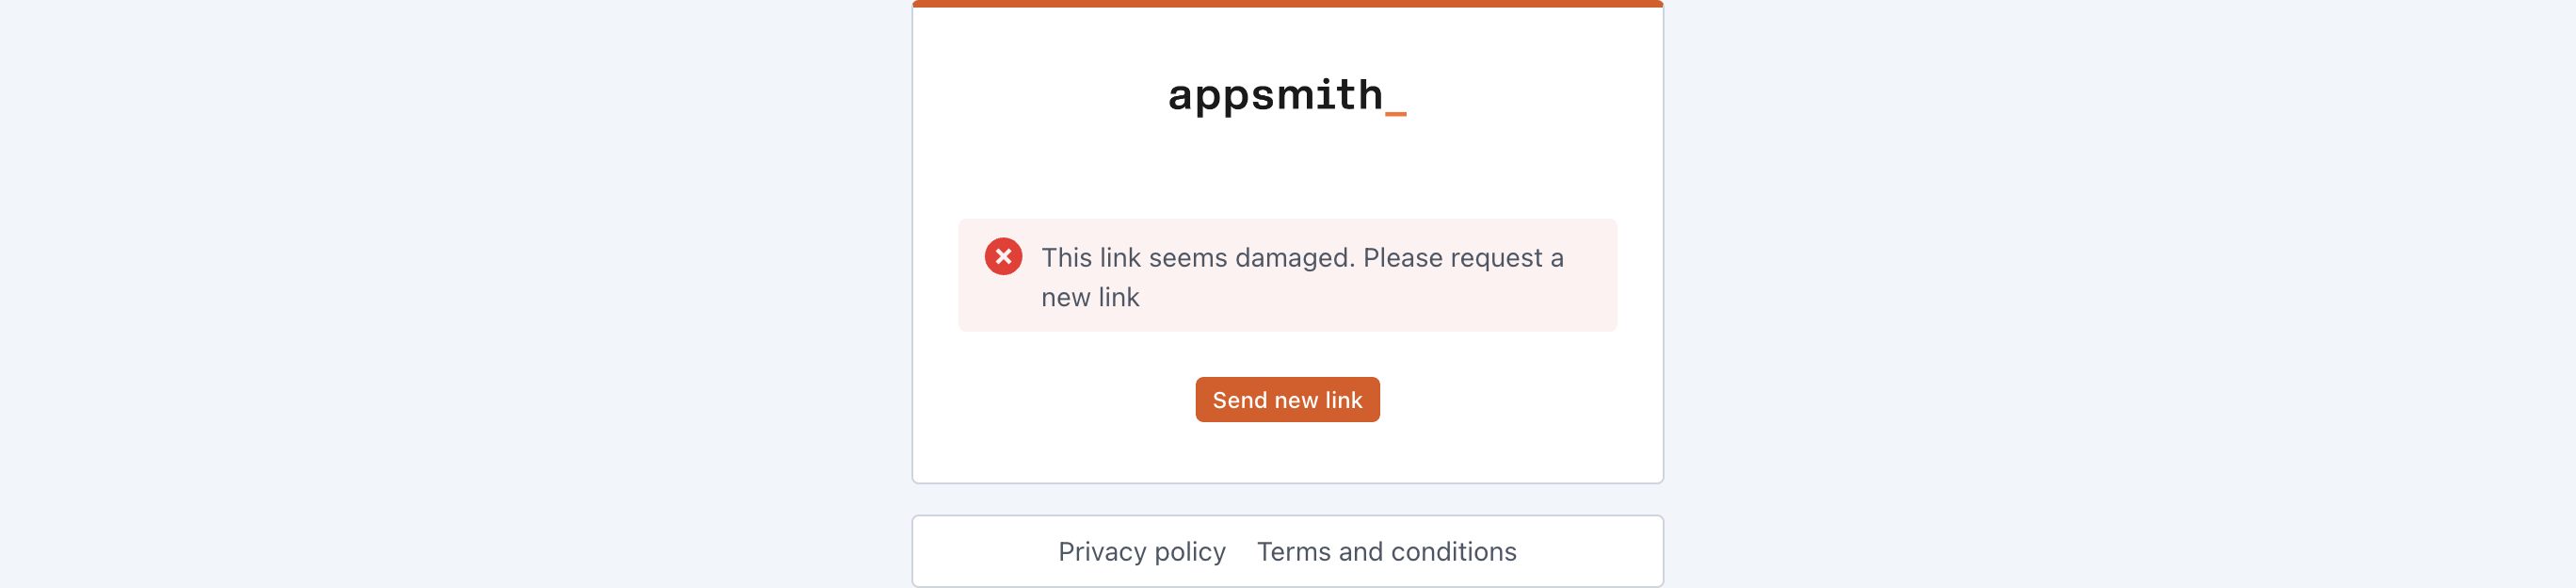 appsmith_
This link seems damaged. Please request a
new link
Send new link
Privacy policy Terms and conditions